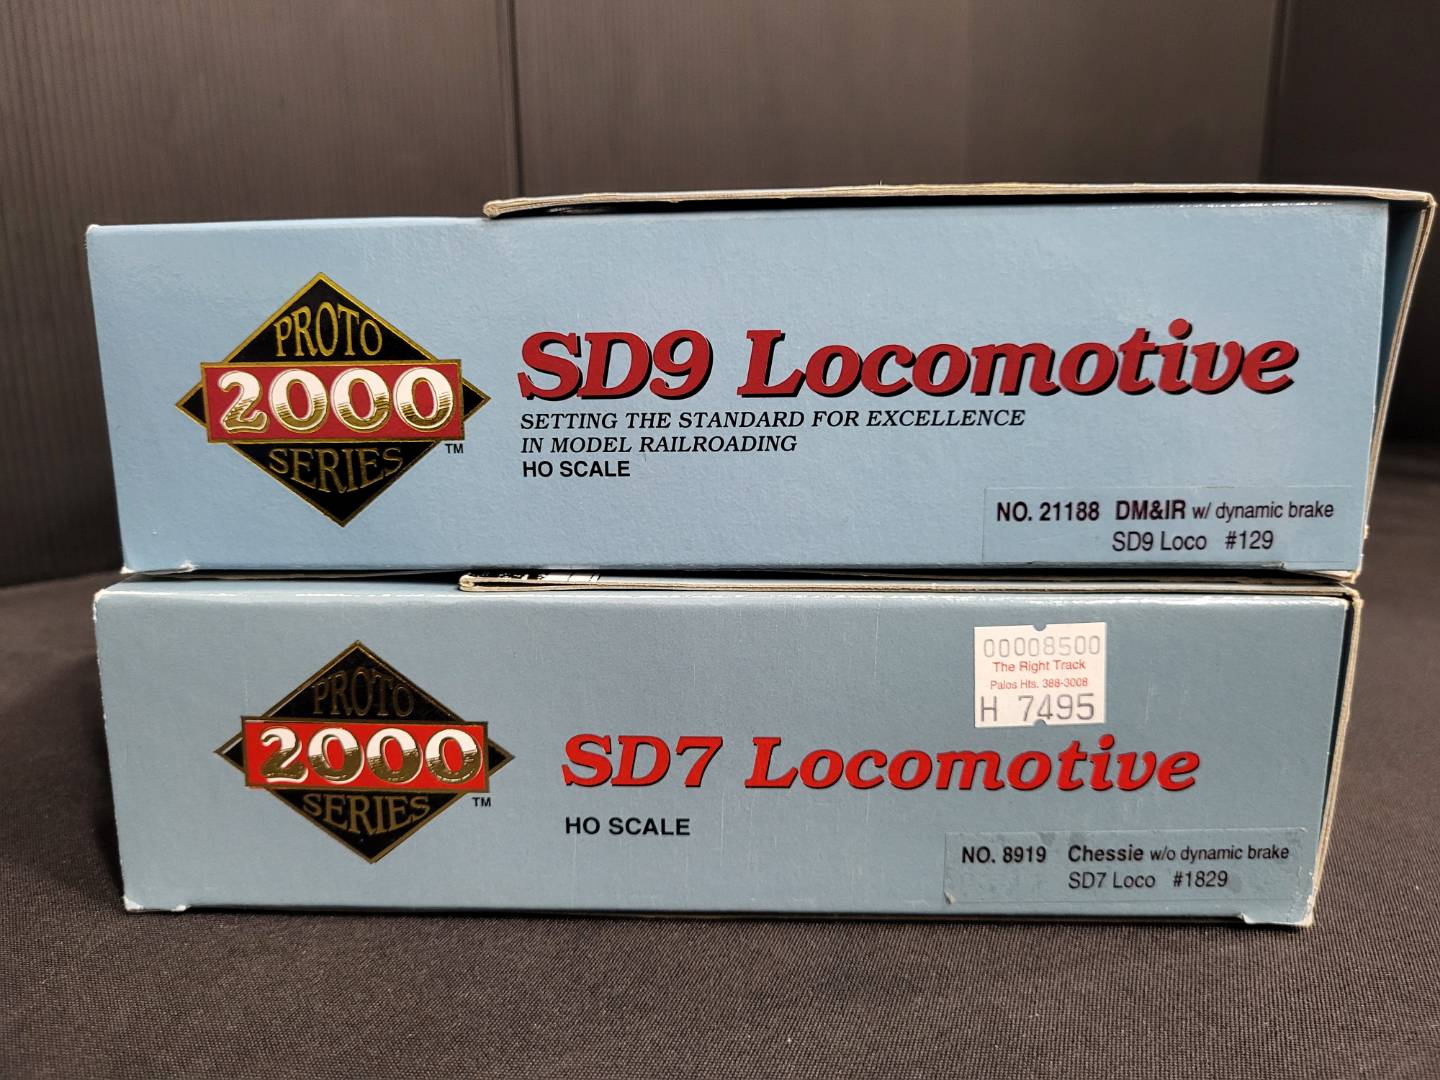 PROTO
2000
SERIES
TM
SD9 Locomotive
SETTING THE STANDARD FOR EXCELLENCE
IN MODEL RAILROADING
HO SCALE
NO. 21188 DM&IR w/ dynamic brake
SD9 Loco #129
PROTO
2000
SERIES
TM
SD7 Locomotive
HO SCALE
00008500
The Right Track
Palos Hts. 388-3008
H 7495
NO. 8919 Chessie w/o dynamic brake
SD7 Loco #1829